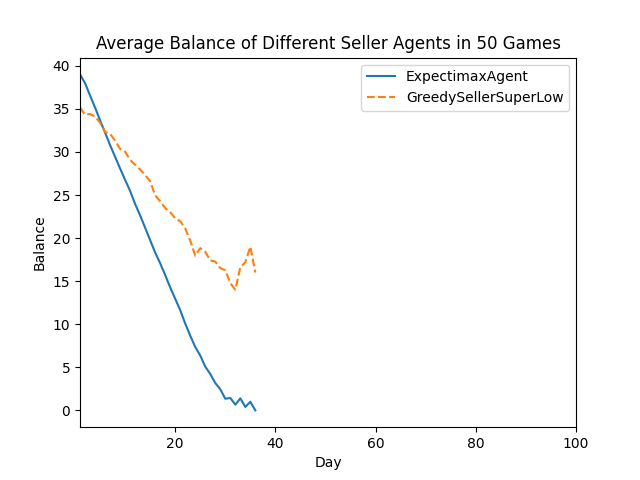 Average Balance of Different Seller Agents in 50 Games
ExpectimaxAgent
GreedySellerSuperLow
40
35
30
25
20
15
10
5
0
Balance
20
40
60
80
100
Day